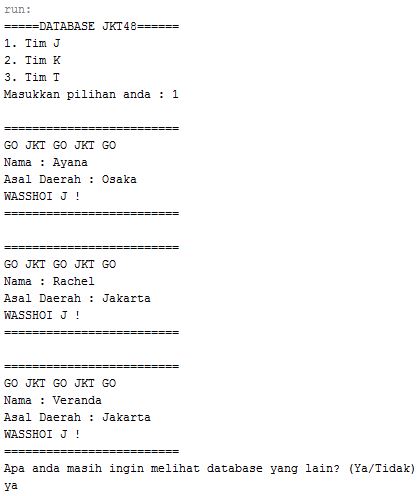 run:
=====DATABASE JKT48======
1. Tim J
2. Tim K
3. Tim T
Masukkan pilihan anda : 1
=========================
GO JKT GO JKT GO
Nama : Ayana
Asal Daerah : Osaka
WASSHOI J !
=========================
=========================
GO JKT GO JKT GO
Nama : Rachel
Asal Daerah : Jakarta
WASSHOI J !
=========================
=========================
GO JKT GO JKT GO
Nama : Veranda
Asal Daerah : Jakarta
WASSHOI J !
=========================
Apa anda masih ingin melihat database yang lain? (Ya/Tidak)
ya